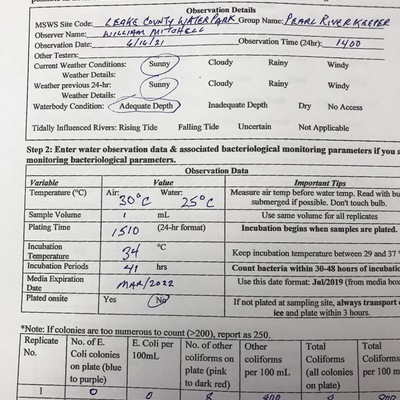 Observation Details
MSWS Site Code: LEAKE COUNTY WATER PARK Group Name: PEARL RIVERKEEPER
Observer Name: WILLIAM MITCHELL
Observation Date: 6/16/21 Observation Time (24hr): 1400
Other Testers:
Current Weather Conditions: Sunny Cloudy Rainy Windy
Weather Details:
Weather previous 24-hr: Sunny Cloudy Rainy Windy
Weather Details:
Waterbody Condition: Adequate Depth Inadequate Depth Dry No Access
Tidally Influenced Rivers: Rising Tide Falling Tide Uncertain Not Applicable
Step 2: Enter water observation data & associated bacteriological monitoring parameters if you
monitoring bacteriological parameters.
Observation Data
Variable Value Important Tips
Temperature (°C) Air: 30°C Water: 25°C Measure air temp before water temp. Read with
submerged if possible. Don't touch bulb.
Sample Volume 1 mL Use same volume for all replicates
Plating Time 1510 (24-hr format) Incubation begins when samples are plated.
Incubation Temperature 34 °C Keep incubation temperature between 29 and 37
Incubation Periods 41 hrs Count bacteria within 30-48 hours of
Media Expiration Date MAR/2022 Use this date format: Jul/2019 (from media
Plated onsite Yes No If not plated at sampling site, always transport
ice and plate within 3 hours.
*Note: If colonies are too numerous to count (>200), report as 250.
Replicate No. of E. E. Coli per No. of other Other Total Total
No. Coli colonies 100mL coliforms coliforms Coliforms Coliforms
on plate (blue on plate (pink per 100 mL (all colonies per 100
to purple) to dark red) on plate)
1 0 0 8 800 8 800